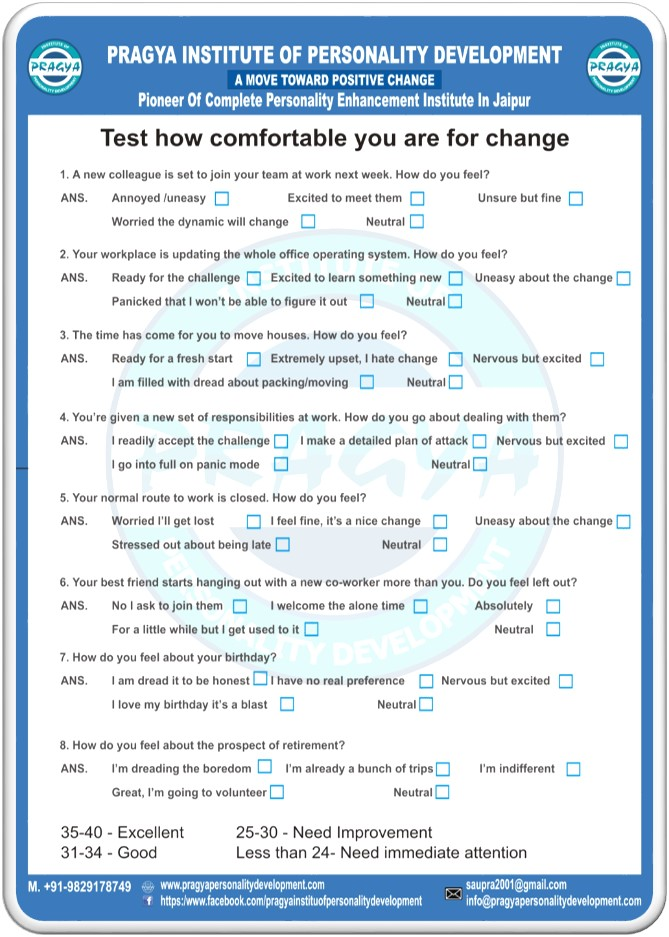 INSTITUTE OF
PRAGYA
PERSONALITY DEVELOPMENT
PRAGYA INSTITUTE OF PERSONALITY DEVELOPMENT
A MOVE TOWARD POSITIVE CHANGE
Pioneer Of Complete Personality Enhancement Institute In Jaipur
INSTITUTE OF
PRAGYA
PERSONALITY DEVELOPMENT
Test how comfortable you are for change
1. A new colleague is set to join your team at work next week. How do you feel?
ANS. Annoyed /uneasy Excited to meet them Unsure but fine
Worried the dynamic will change Neutral
2. Your workplace is updating the whole office operating system. How do you feel?
ANS. Ready for the challenge Excited to learn something new Uneasy about the change
Panicked that I won't be able to figure it out Neutral
3. The time has come for you to move houses. How do you feel?
ANS. Ready for a fresh start Extremely upset, I hate change Nervous but excited
I am filled with dread about packing/moving Neutral
4. You're given a new set of responsibilities at work. How do you go about dealing with them?
ANS. I readily accept the challenge I make a detailed plan of attack Nervous but excited
I go into full on panic mode Neutral
5. Your normal route to work is closed. How do you feel?
ANS. Worried I'll get lost I feel fine, it's a nice change Uneasy about the change
Stressed out about being late Neutral
6. Your best friend starts hanging out with a new co-worker more than you. Do you feel left out?
ANS. No I ask to join them I welcome the alone time Absolutely
For a little while but I get used to it Neutral
7. How do you feel about your birthday?
ANS. I am dread it to be honest I have no real preference Nervous but excited
I love my birthday it's a blast Neutral
8. How do you feel about the prospect of retirement?
ANS. I'm dreading the boredom I'm already a bunch of trips I'm indifferent
Great, I'm going to volunteer Neutral
35-40 - Excellent 25-30 - Need Improvement
31-34 - Good Less than 24- Need immediate attention
INSTITUTE OF
PRAGYA
PERSONALITY DEVELOPMENT
M. +91-9829178749 www.pragyapersonalitydevelopment.com saupra2001@gmail.com
https:/www.facebook.com/pragyainstituofpersonalitydevelopment info@pragyapersonalitydevelopment.com